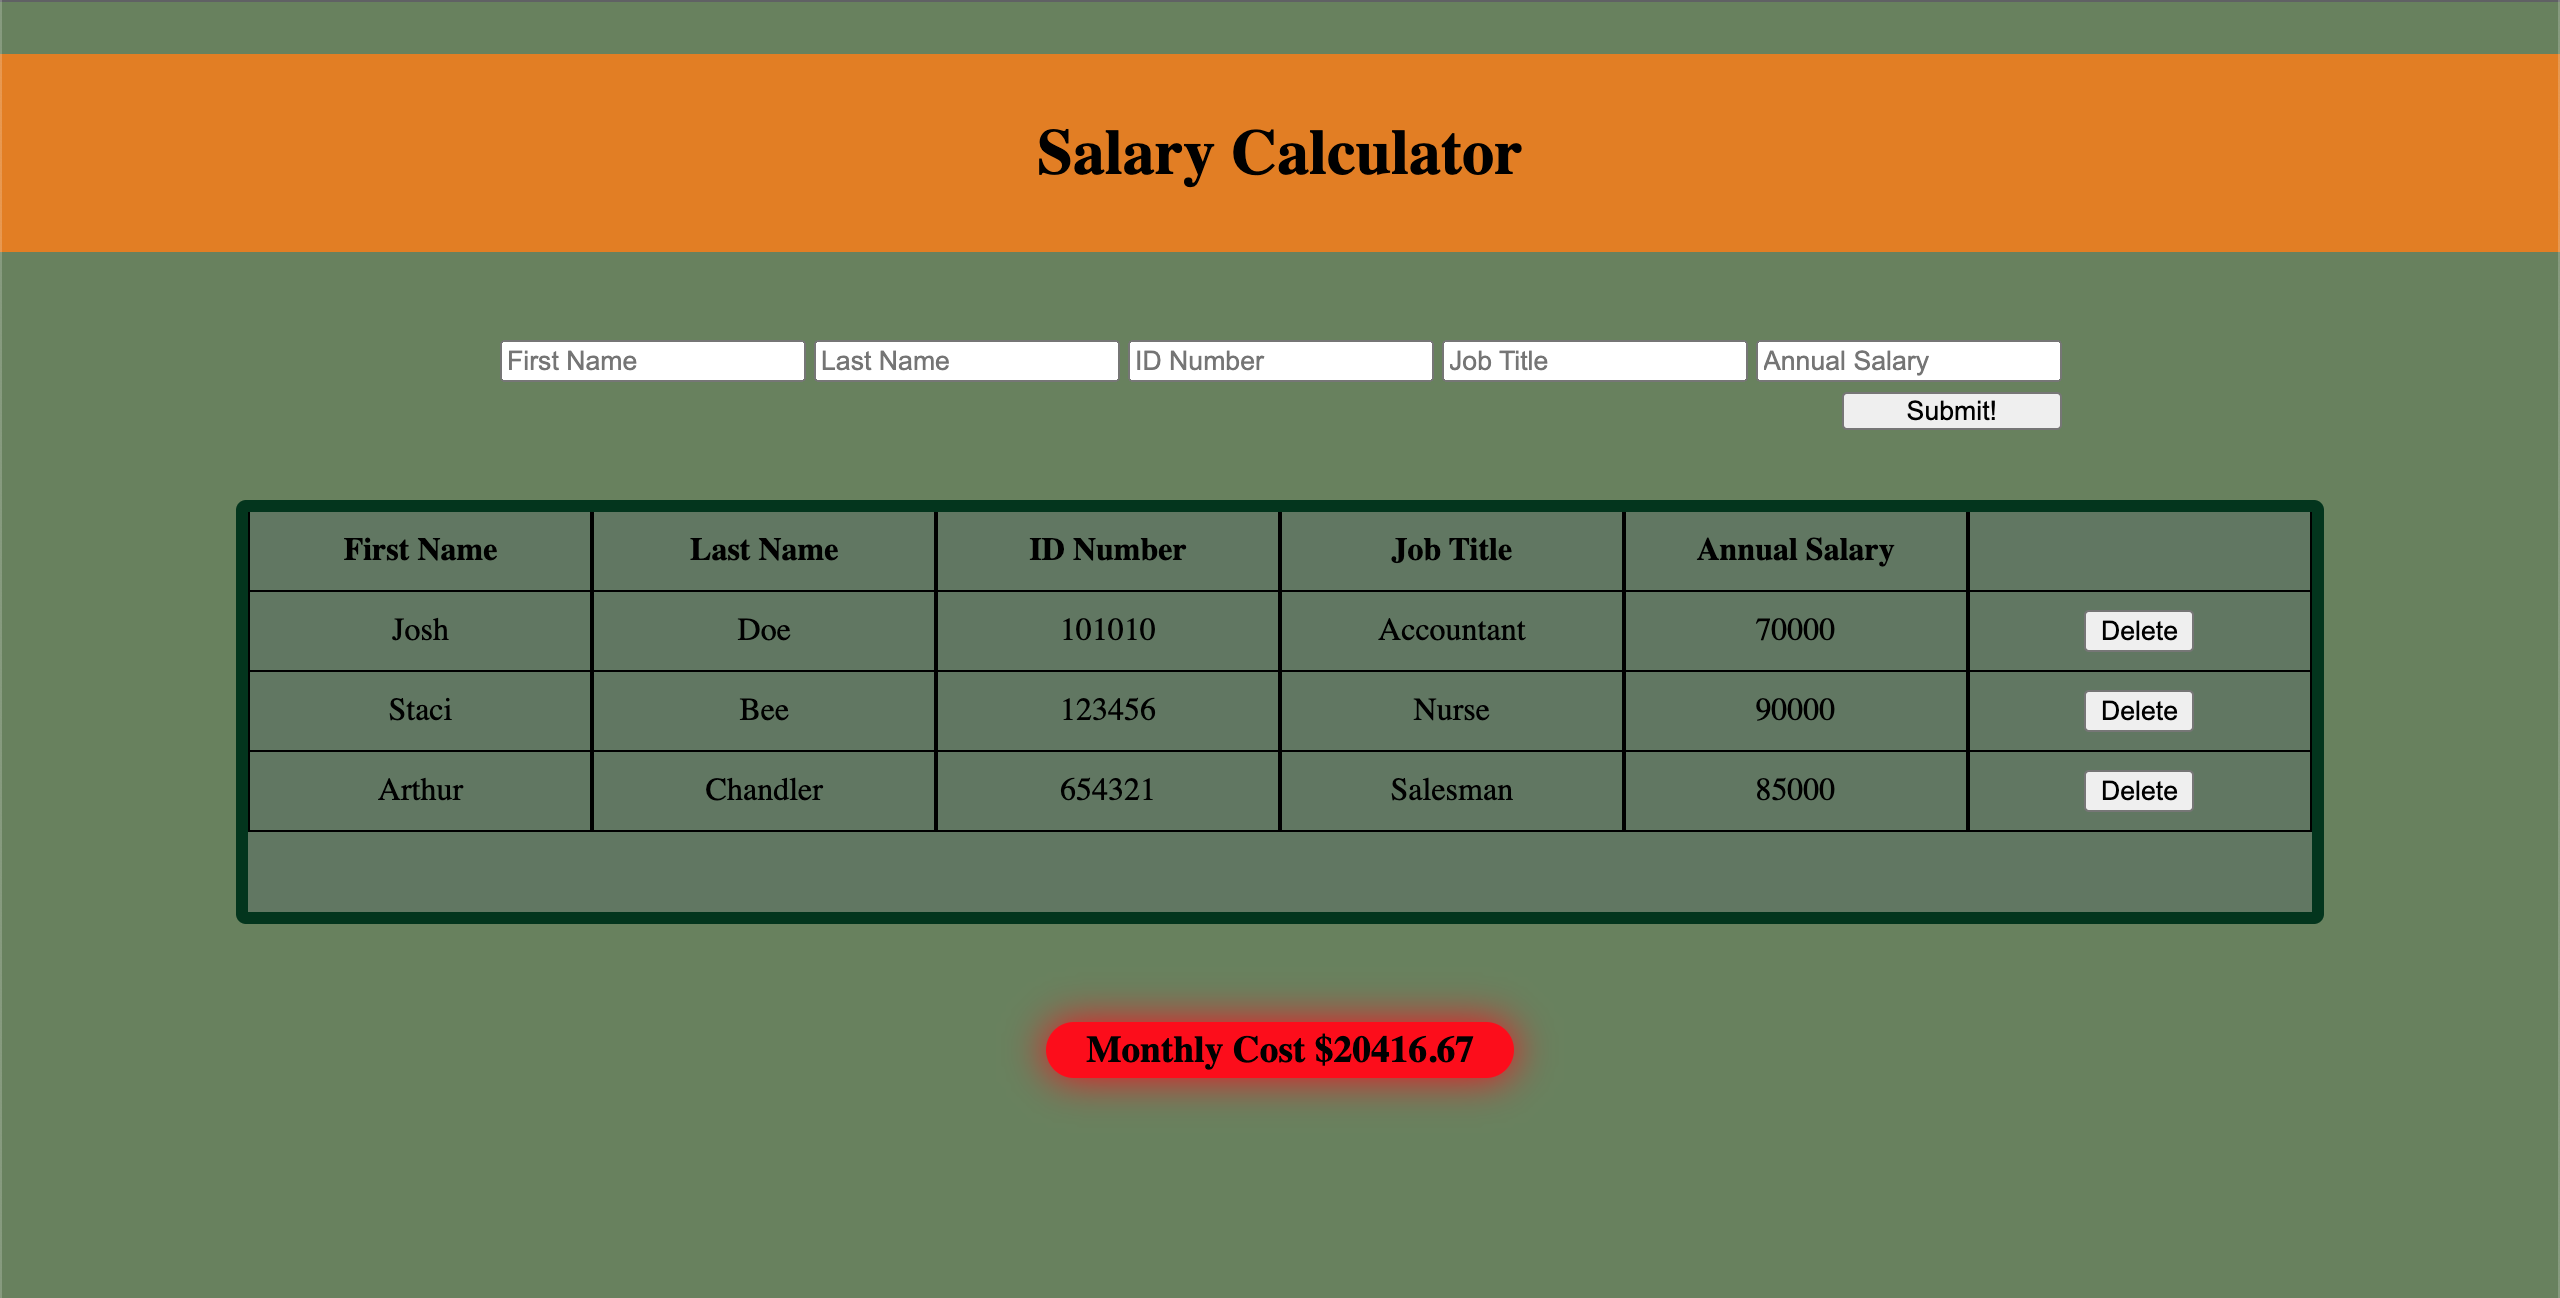 Salary Calculator
First Name Last Name ID Number Job Title Annual Salary
Submit!
First Name Last Name ID Number Job Title Annual Salary
Josh Doe 101010 Accountant 70000 Delete
Staci Bee 123456 Nurse 90000 Delete
Arthur Chandler 654321 Salesman 85000 Delete
Monthly Cost $20416.67